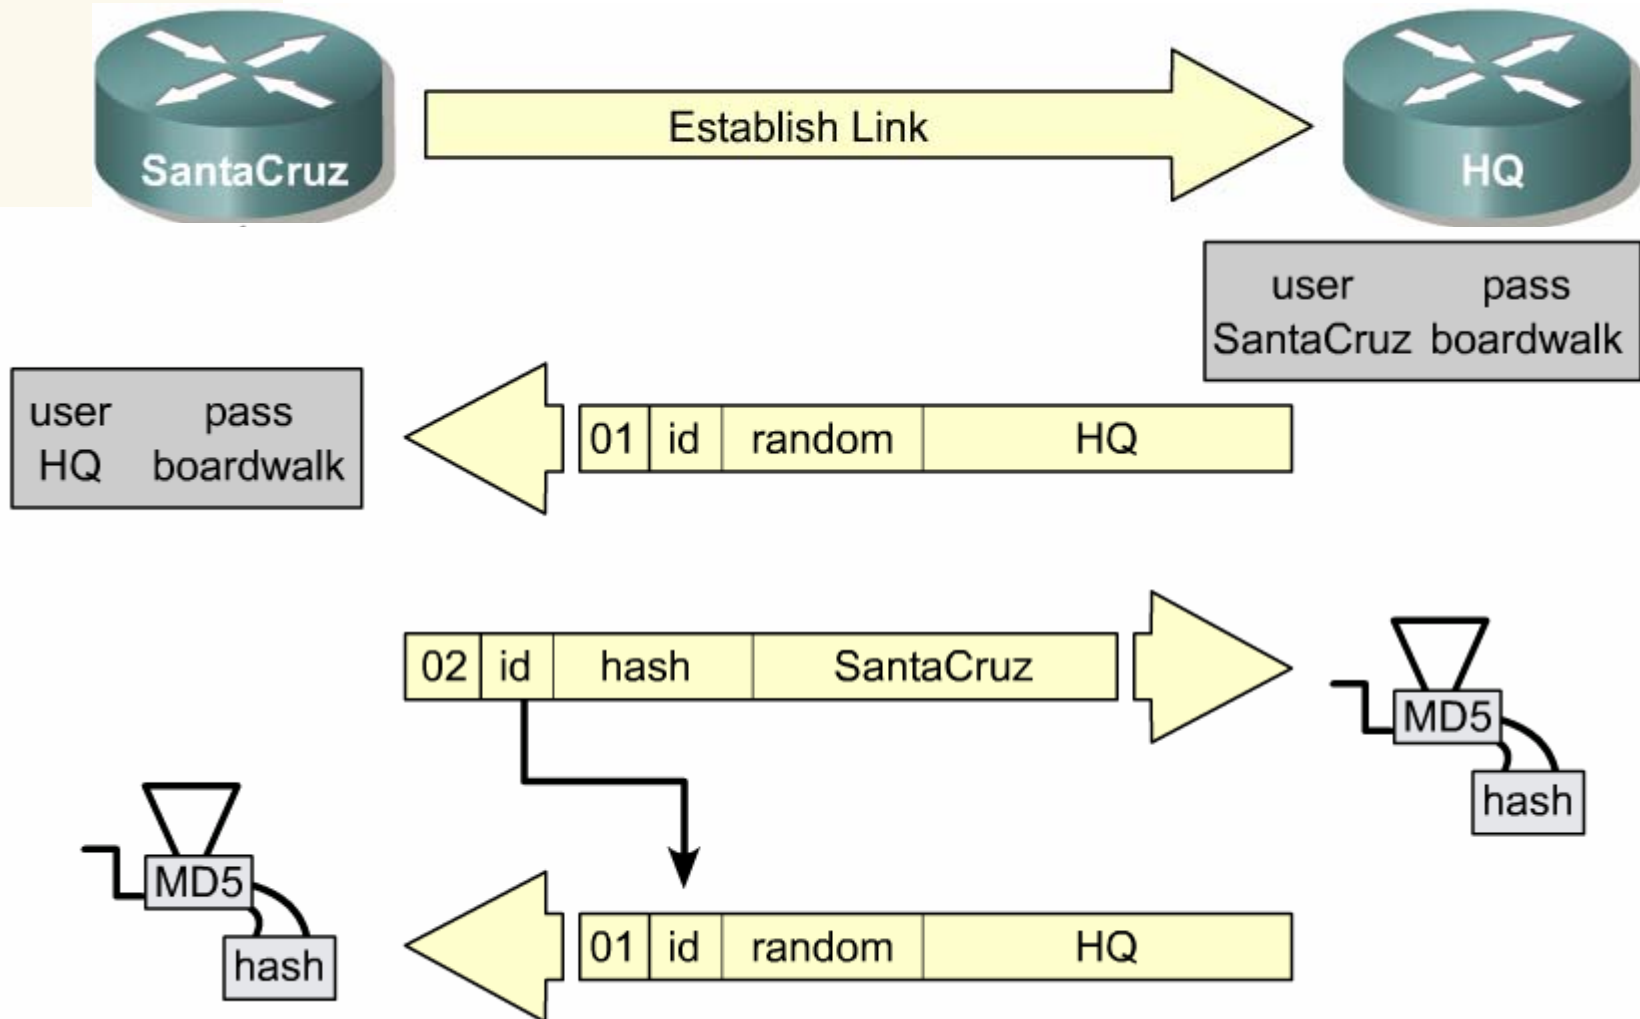 SantaCruz
Establish Link
HQ
user pass
SantaCruz boardwalk
user pass
HQ boardwalk
01 id random HQ
02 id hash SantaCruz
MD5
hash
MD5
hash
01 id random HQ